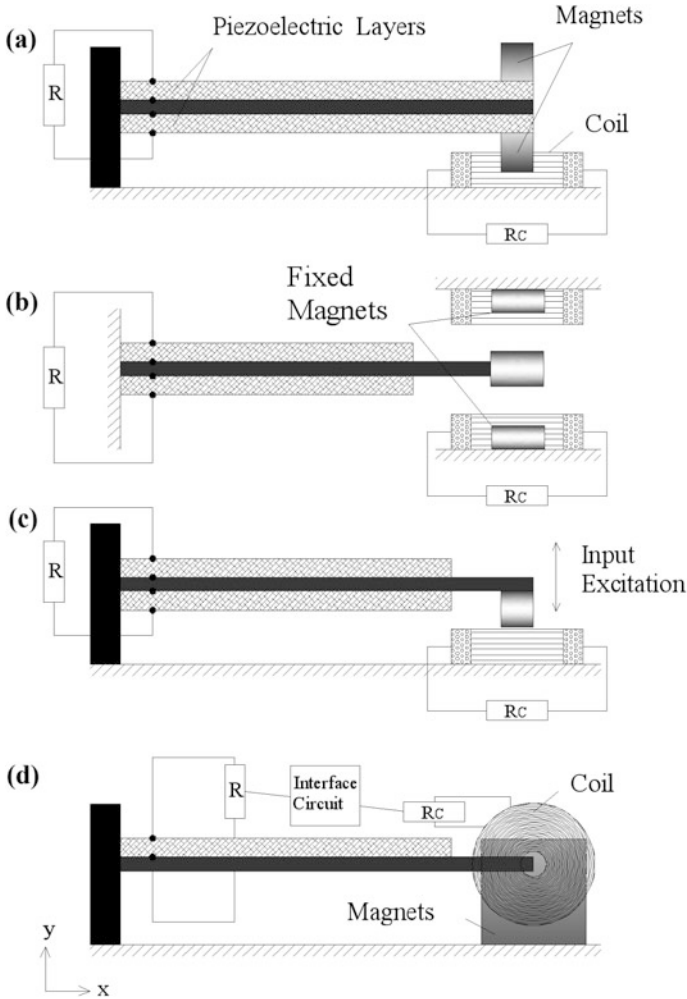 (a)
Piezoelectric Layers
Magnets
R
Coil
Rc
(b)
Fixed
Magnets
R
Rc
(c)
R
Input
Excitation
Rc
(d)
R
Interface
Circuit
Rc
Coil
Magnets
y
x